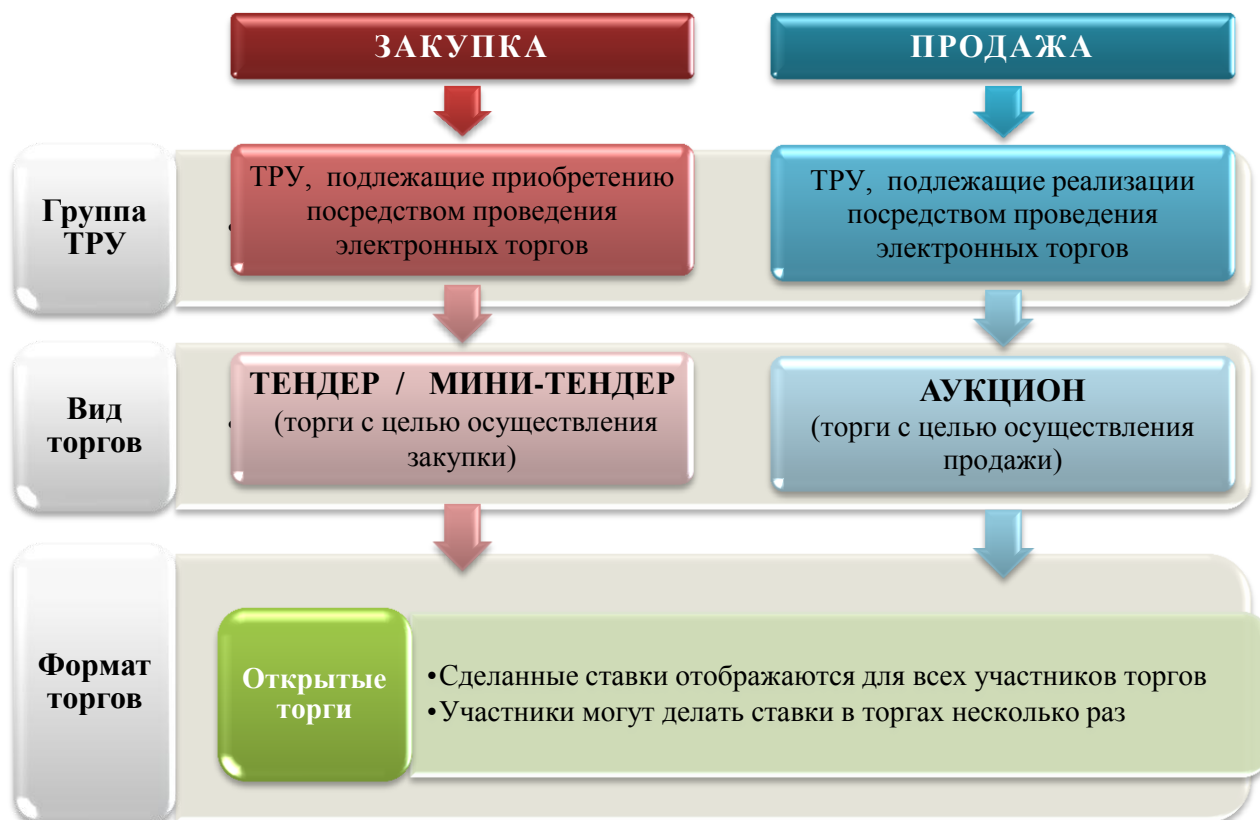 ЗАКУПКА
ПРОДАЖА
Группа
ТРУ
ТРУ, подлежащие приобретению
посредством проведения
электронных торгов
ТРУ, подлежащие реализации
посредством проведения
электронных торгов
Вид
торгов
ТЕНДЕР / МИНИ-ТЕНДЕР
(торги с целью осуществления
закупки)
АУКЦИОН
(торги с целью осуществления
продажи)
Формат
торгов
Открытые
торги
•Сделанные ставки отображаются для всех участников торгов
•Участники могут делать ставки в торгах несколько раз